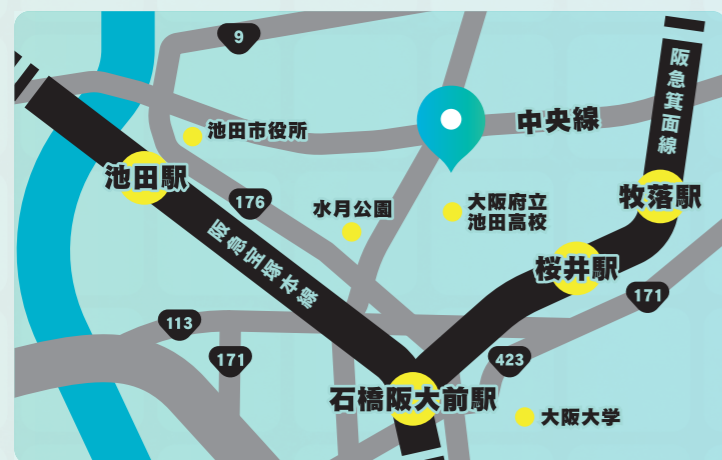 9
阪急箕面線
中央線
池田市役所
池田駅
176
水月公園
大阪府立
池田高校
牧落駅
阪急宝塚本線
桜井駅
171
113
171
423
石橋阪大前駅
大阪大学